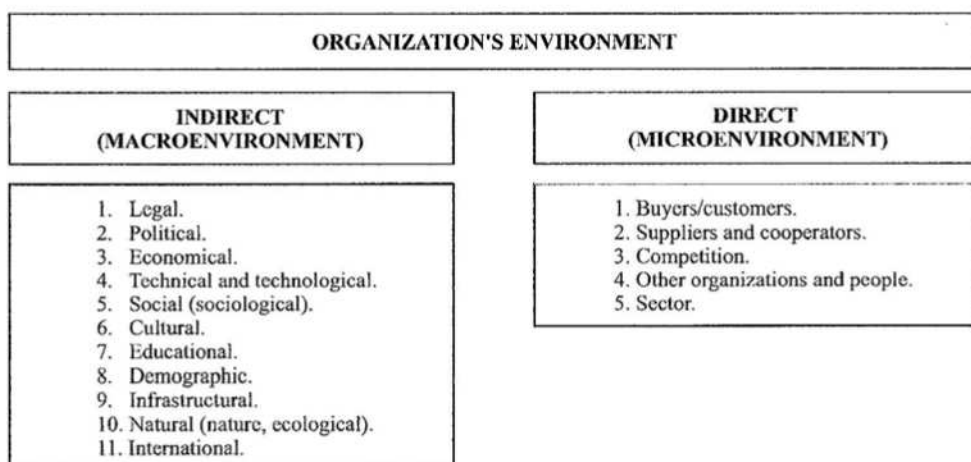 ORGANIZATION'S ENVIRONMENT
INDIRECT
(MACROENVIRONMENT)
1. Legal.
2. Political.
3. Economical.
4. Technical and technological.
5. Social (sociological).
6. Cultural.
7. Educational.
8. Demographic.
9. Infrastructural.
10. Natural (nature, ecological).
11. International.
DIRECT
(MICROENVIRONMENT)
1. Buyers/customers.
2. Suppliers and cooperators.
3. Competition.
4. Other organizations and people.
5. Sector.